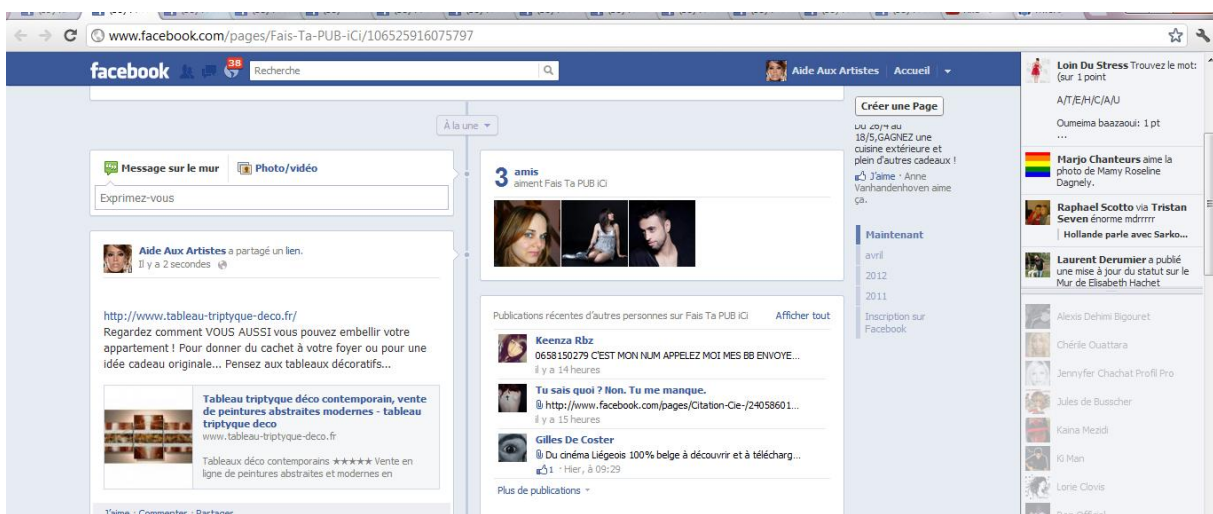 www.facebook.com/pages/Fais-Ta-PUB-iCi/106525916075797
facebook
38
Recherche
Aide Aux Artistes
Accueil
À la une
Message sur le mur
Photo/vidéo
Exprimez-vous
Aide Aux Artistes a partagé un lien.
Il y a 2 secondes
http://www.tableau-triptyque-deco.fr/
Regardez comment VOUS AUSSI vous pouvez embellir votre
appartement ! Pour donner du cachet à votre foyer ou pour une
idée cadeau originale... Pensez aux tableaux décoratifs...
Tableau triptyque déco contemporain, vente
de peintures abstraites modernes - tableau
triptyque deco
www.tableau-triptyque-deco.fr
Tableaux déco contemporains ★★★★★ Vente en
ligne de peintures abstraites et modernes en
J'aime · Commenter · Partager
3 amis
aiment Fais Ta PUB iCi
Publications récentes d'autres personnes sur Fais Ta PUB iCi
Afficher tout
Keenza Rbz
0658150279 C'EST MON NUM APPELEZ MOI MES BB ENVOYE...
il y a 14 heures
Tu sais quoi ? Non. Tu me manque.
http://www.facebook.com/pages/Citation-Cie-/24058601...
il y a 15 heures
Gilles De Coster
Du cinéma Liégeois 100% belge à découvrir et à télécharg...
1 · Hier, à 09:29
Plus de publications
Créer une Page
Du 26/4 au
18/5,GAGNEZ une
cuisine extérieure et
plein d'autres cadeaux !
J'aime · Anne
Vanhandenhoven aime
ça.
Maintenant
avril
2012
2011
Inscription sur
Facebook
Loin Du Stress Trouvez le mot:
(sur 1 point
A/T/E/H/C/A/U
Oumeima baazaoui: 1 pt
...
Marjo Chanteurs aime la
photo de Mamy Roseline
Dagnely.
Raphael Scotto via Tristan
Seven énorme mdrrrrr
Hollande parle avec Sarko...
Laurent Derumier a publié
une mise à jour du statut sur le
Mur de Elisabeth Hachet
Alexis Dehimi Bigouret
Chérile Ouattara
Jennyfer Chachat Profil Pro
Jules de Busscher
Kaina Mezidi
Ki Man
Lorie Clovis